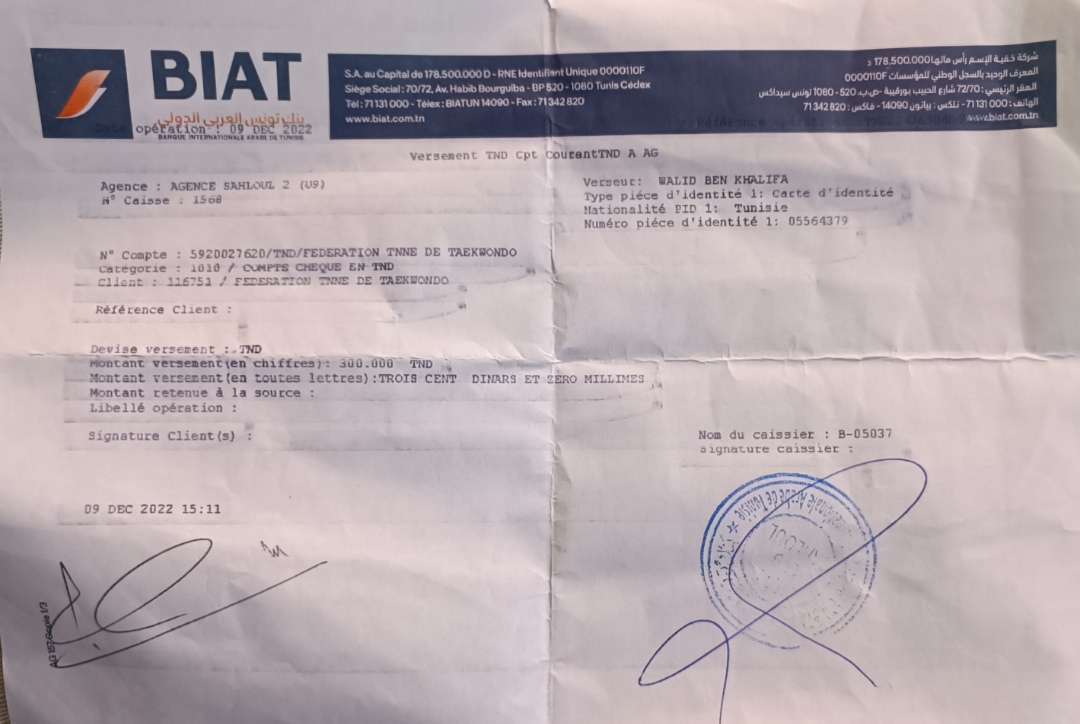 BIAT
بنك تونس العربي الدولي
BANQUE INTERNATIONALE ARABE DE TUNISIE
S.A. au Capital de 178.500.000 D - RNE Identifiant Unique 0000110F
Siège Social : 70/72, Av. Habib Bourguiba - BP 520 - 1080 Tunis Cédex
Tél : 71 131 000 - Télex : BIATUN 14090 - Fax : 71 342 820
www.biat.com.tn
شركة خفية الإسم رأس مالها 178.500.000 د
المعرف الوحيد بالسجل الوطني للمؤسسات 0000110F
المقر الرئيسي : 72/70 شارع الحبيب بورقيبة - ص.ب. 520 - 1080 تونس سيداكس
الهاتف : 71 131 000 - تلكس : بياتون 14090 - فاكس : 71 342 820
www.biat.com.tn
opération : 09 DEC 2022
Versement TND Cpt CourantTND A AG
Agence : AGENCE SAHLOUL 2 (U9)
N° Caisse : 1568
Verseur: WALID BEN KHALIFA
Type piéce d'identité 1: Carte d'identité
Nationalité PID 1: Tunisie
Numéro piéce d'identité 1: 05564379
N° Compte : 5920027620/TND/FEDERATION TNNE DE TAEKWONDO
Catégorie : 1010 / COMPTE CHEQUE EN TND
Client : 116751 / FEDERATION TNNE DE TAEKWONDO
Référence Client :
Devise versement : TND
Montant versement(en chiffres): 300.000 TND
Montant versement(en toutes lettres):TROIS CENT DINARS ET ZERO MILLIMES
Montant retenue à la source :
Libellé opération :
Signature Client(s) :
Nom du caissier : B-05037
signature caissier :
09 DEC 2022 15:11
AG 157 Copie 1/3